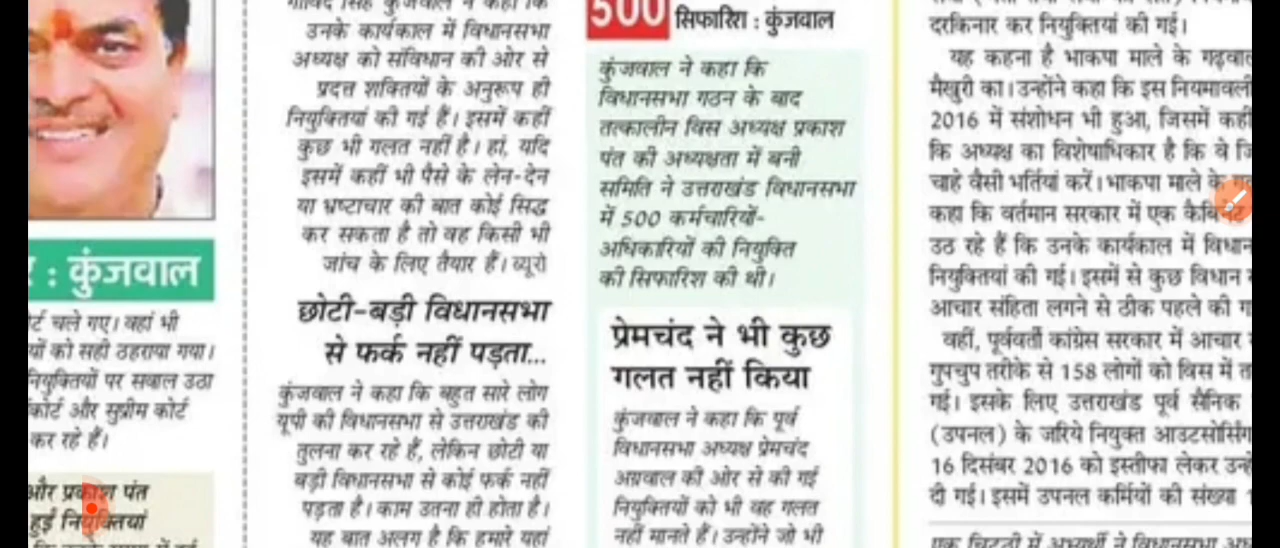 : कुंजवाल
र्ट चले गए। वहां भी
यों को सही ठहराया गया।
नियुक्तियों पर सवाल उठा
कोर्ट और सुप्रीम कोर्ट
कर रहे हैं।
और प्रकाश पंत
हुईं नियुक्तियां
गोविंद सिंह कुंजवाल ने कहा कि
उनके कार्यकाल में विधानसभा
अध्यक्ष को संविधान की ओर से
प्रदत्त शक्तियों के अनुरूप ही
नियुक्तियां की गई हैं। इसमें कहीं
कुछ भी गलत नहीं है। हां, यदि
इसमें कहीं भी पैसे के लेन-देन
या भ्रष्टाचार की बात कोई सिद्ध
कर सकता है तो वह किसी भी
जांच के लिए तैयार हैं। ब्यूरो
छोटी-बड़ी विधानसभा
से फर्क नहीं पड़ता...
कुंजवाल ने कहा कि बहुत सारे लोग
यूपी की विधानसभा से उत्तराखंड की
तुलना कर रहे हैं, लेकिन छोटी या
बड़ी विधानसभा से कोई फर्क नहीं
पड़ता है। काम उतना ही होता है।
यह बात अलग है कि हमारे यहां
500 सिफारिश : कुंजवाल
कुंजवाल ने कहा कि
विधानसभा गठन के बाद
तत्कालीन विस अध्यक्ष प्रकाश
पंत की अध्यक्षता में बनी
समिति ने उत्तराखंड विधानसभा
में 500 कर्मचारियों-
अधिकारियों की नियुक्ति
की सिफारिश की थी।
प्रेमचंद ने भी कुछ
गलत नहीं किया
कुंजवाल ने कहा कि पूर्व
विधानसभा अध्यक्ष प्रेमचंद
अग्रवाल की ओर से की गई
नियुक्तियों को भी वह गलत
नहीं मानते हैं। उन्होंने जो भी
दरकिनार कर नियुक्तियां की गई।
यह कहना है भाकपा माले के गढ़वाल
मैखुरी का। उन्होंने कहा कि इस नियमावली
2016 में संशोधन भी हुआ, जिसमें कही
कि अध्यक्ष का विशेषाधिकार है कि वे जि
चाहे वैसी भर्तियां करें। भाकपा माले के
कहा कि वर्तमान सरकार में एक
उठ रहे हैं कि उनके कार्यकाल में विधान
नियुक्तियां की गई। इसमें से कुछ विधान
आचार संहिता लगने से ठीक पहले की ग
वहीं, पूर्ववर्ती कांग्रेस सरकार में आचार
गुपचुप तरीके से 158 लोगों को विस में त
गई। इसके लिए उत्तराखंड पूर्व सैनिक
(उपनल) के जरिये नियुक्त आउटसोर्सिंग
16 दिसंबर 2016 को इस्तीफा लेकर उन्हें
दी गई। इसमें उपनल कर्मियों की संख्या